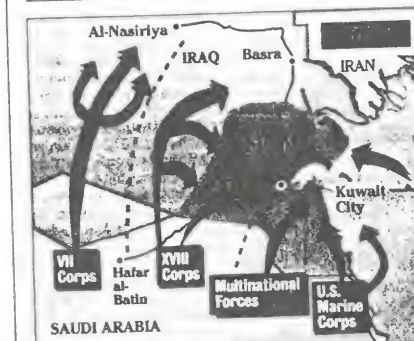 Al-Nasiriya
IRAQ
Basra
IRAN
Kuwait
City
VII
Corps
Hafar
al-
Batin
XVIII
Corps
Multinational
Forces
U.S.
Marine
Corps
SAUDI ARABIA